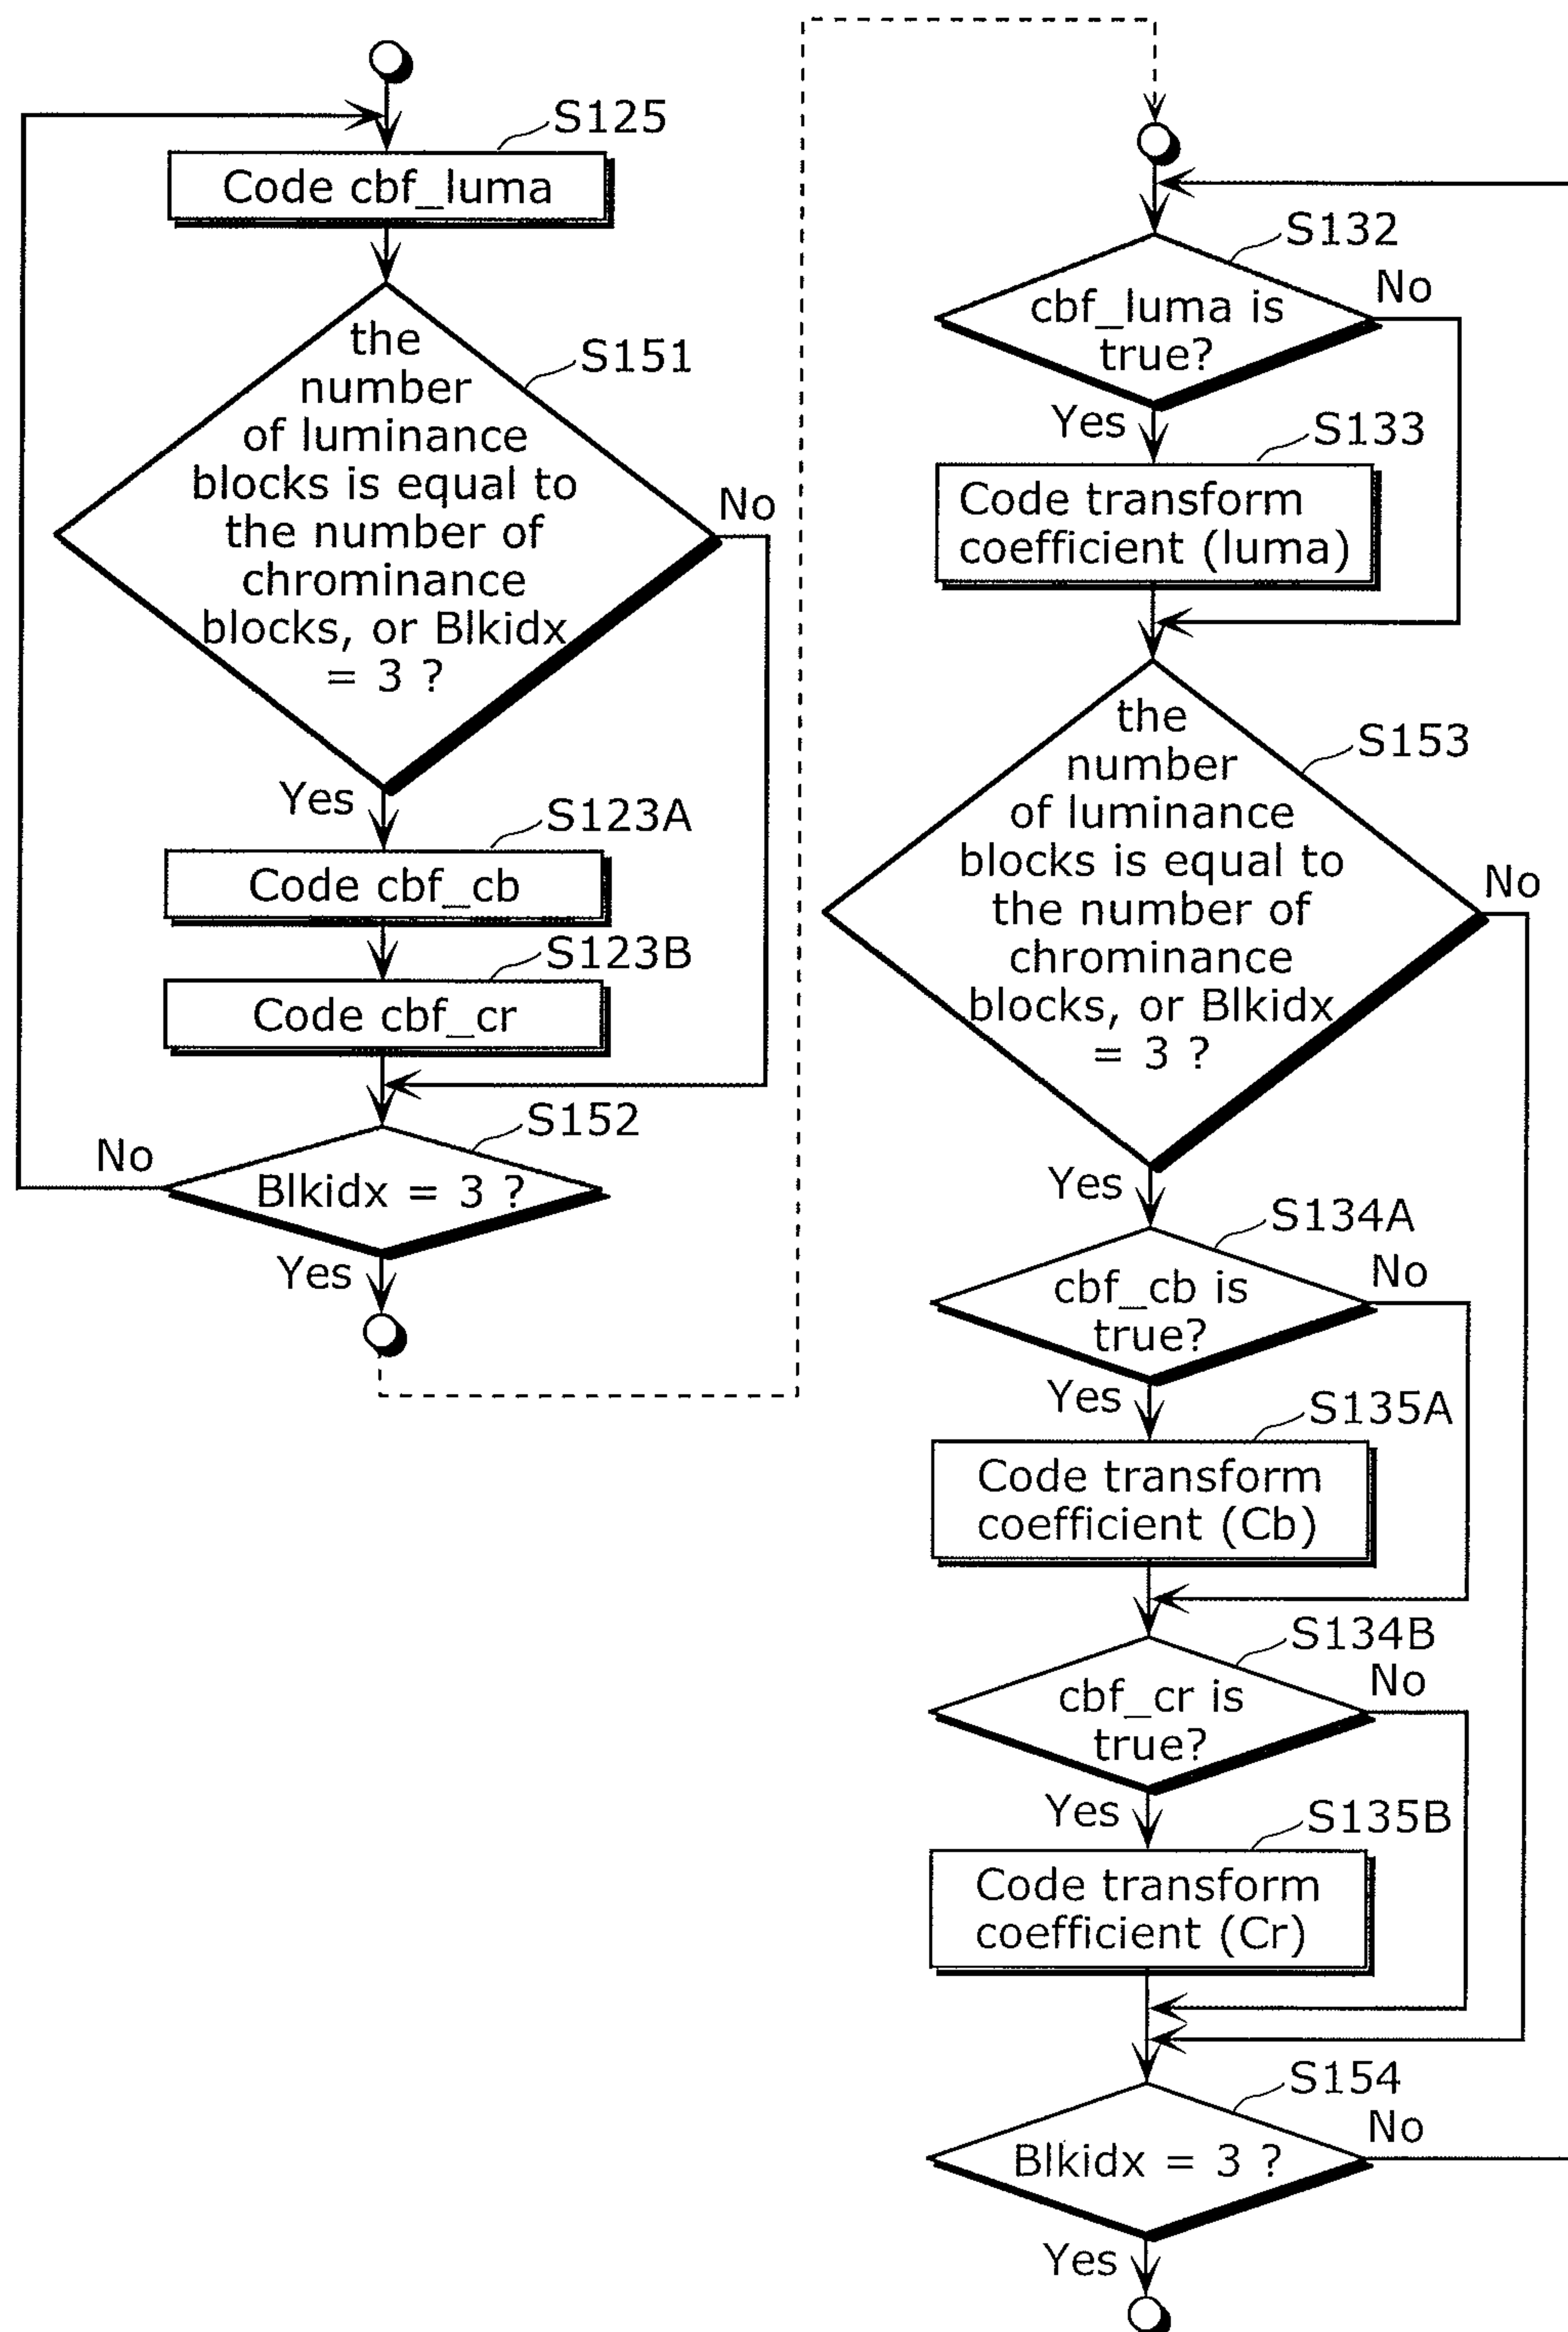 S125
Code cbf_luma
S151
the
number
of luminance
blocks is equal to
the number of
chrominance
blocks, or Blkidx
= 3 ?
No
Yes
S123A
Code cbf_cb
S123B
Code cbf_cr
S152
No
Blkidx = 3 ?
Yes
S132
cbf_luma is
true?
No
Yes
S133
Code transform
coefficient (luma)
S153
the
number
of luminance
blocks is equal to
the number of
chrominance
blocks, or Blkidx
= 3 ?
No
Yes
S134A
cbf_cb is
true?
No
Yes
S135A
Code transform
coefficient (Cb)
S134B
cbf_cr is
true?
No
Yes
S135B
Code transform
coefficient (Cr)
S154
Blkidx = 3 ?
No
Yes